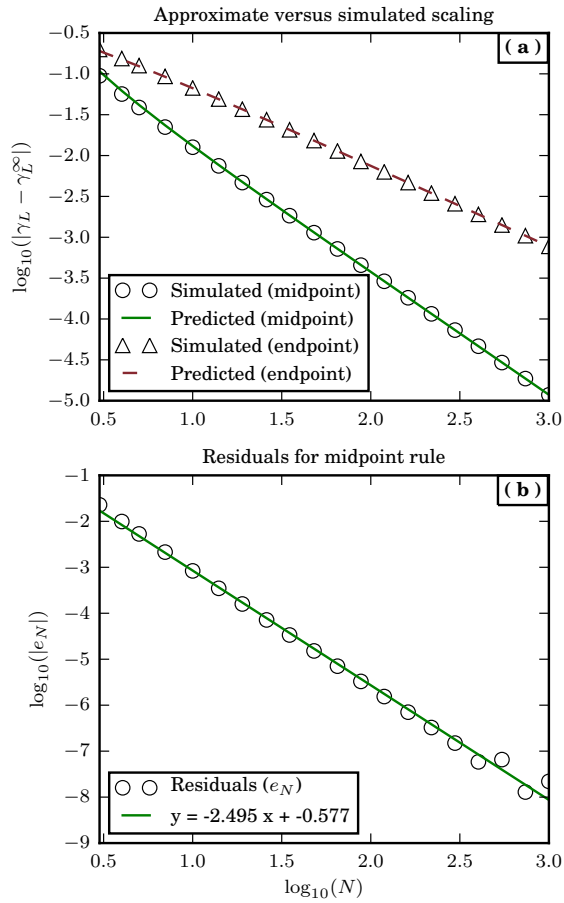 Approximate versus simulated scaling
( a )
−0.5
−1.0
−1.5
−2.0
−2.5
−3.0
−3.5
−4.0
−4.5
−5.0
log₁₀(|γ_L − γ_L^∞|)
Simulated (midpoint)
Predicted (midpoint)
Simulated (endpoint)
Predicted (endpoint)
0.5 1.0 1.5 2.0 2.5 3.0
Residuals for midpoint rule
( b )
−1
−2
−3
−4
−5
−6
−7
−8
−9
log₁₀(|e_N|)
Residuals (e_N)
y = -2.495 x + -0.577
0.5 1.0 1.5 2.0 2.5 3.0
log₁₀(N)